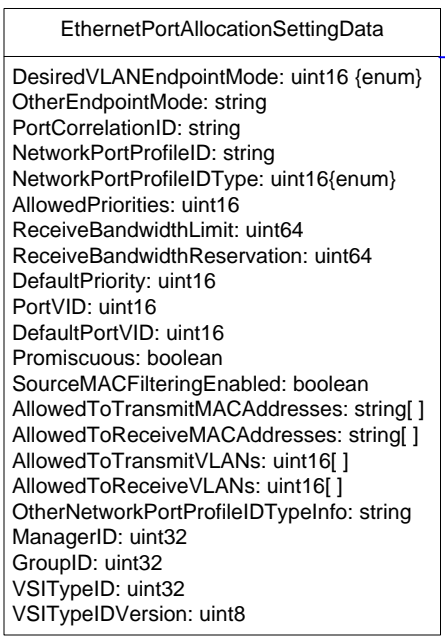 EthernetPortAllocationSettingData
DesiredVLANEndpointMode: uint16 {enum}
OtherEndpointMode: string
PortCorrelationID: string
NetworkPortProfileID: string
NetworkPortProfileIDType: uint16{enum}
AllowedPriorities: uint16
ReceiveBandwidthLimit: uint64
ReceiveBandwidthReservation: uint64
DefaultPriority: uint16
PortVID: uint16
DefaultPortVID: uint16
Promiscuous: boolean
SourceMACFilteringEnabled: boolean
AllowedToTransmitMACAddresses: string[ ]
AllowedToReceiveMACAddresses: string[ ]
AllowedToTransmitVLANs: uint16[ ]
AllowedToReceiveVLANs: uint16[ ]
OtherNetworkPortProfileIDTypeInfo: string
ManagerID: uint32
GroupID: uint32
VSITypeID: uint32
VSITypeIDVersion: uint8